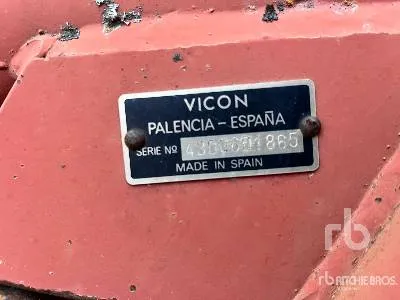 VICON
PALENCIA - ESPAÑA
SERIE Nº
MADE IN SPAIN
rb
RITCHIE BROS.